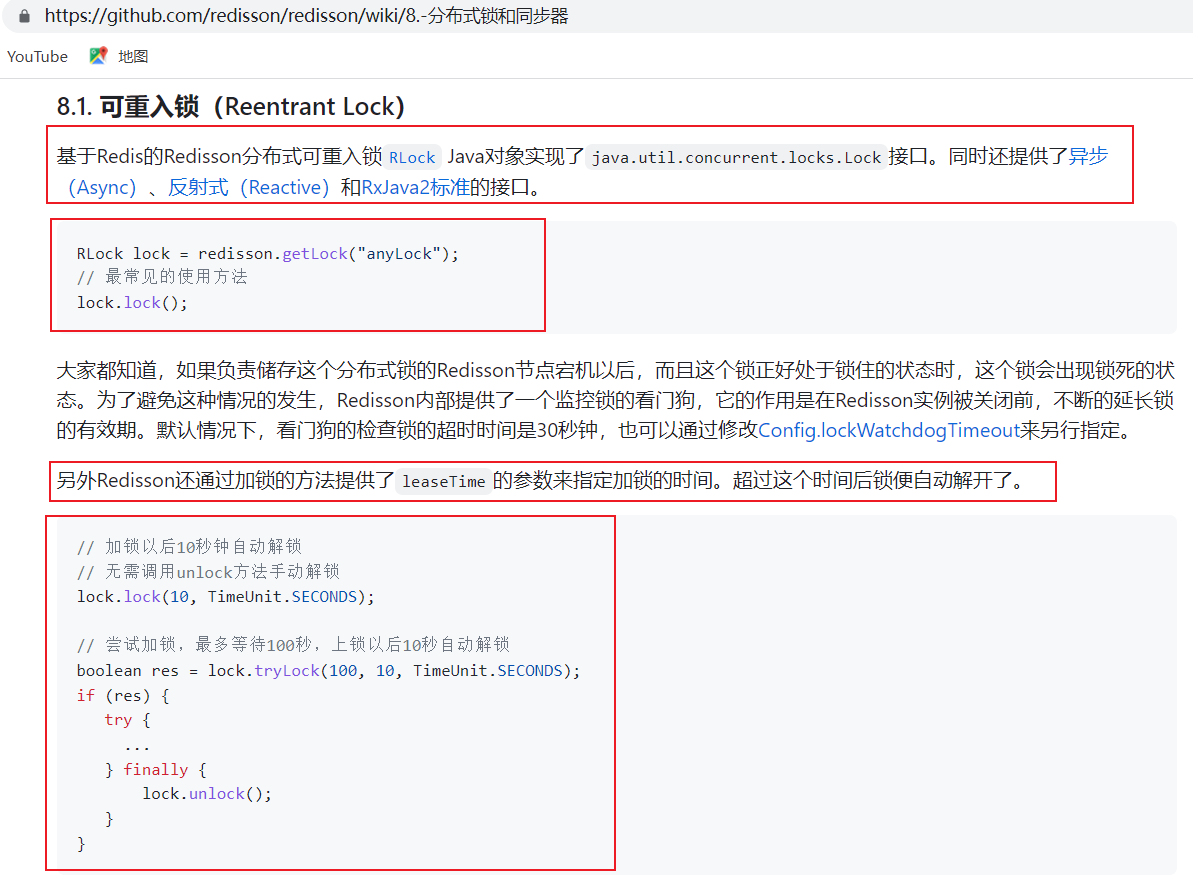 https://github.com/redisson/redisson/wiki/8.-分布式锁和同步器
YouTube 地图
8.1. 可重入锁（Reentrant Lock）
基于Redis的Redisson分布式可重入锁 RLock Java对象实现了 java.util.concurrent.locks.Lock 接口。同时还提供了异步
（Async）、反射式（Reactive）和RxJava2标准的接口。
RLock lock = redisson.getLock("anyLock");
// 最常见的使用方法
lock.lock();
大家都知道，如果负责储存这个分布式锁的Redisson节点宕机以后，而且这个锁正好处于锁住的状态时，这个锁会出现锁死的状
态。为了避免这种情况的发生，Redisson内部提供了一个监控锁的看门狗，它的作用是在Redisson实例被关闭前，不断的延长锁
的有效期。默认情况下，看门狗的检查锁的超时时间是30秒钟，也可以通过修改Config.lockWatchdogTimeout来另行指定。
另外Redisson还通过加锁的方法提供了 leaseTime 的参数来指定加锁的时间。超过这个时间后锁便自动解开了。
// 加锁以后10秒钟自动解锁
// 无需调用unlock方法手动解锁
lock.lock(10, TimeUnit.SECONDS);
// 尝试加锁，最多等待100秒，上锁以后10秒自动解锁
boolean res = lock.tryLock(100, 10, TimeUnit.SECONDS);
if (res) {
try {
...
} finally {
lock.unlock();
}
}